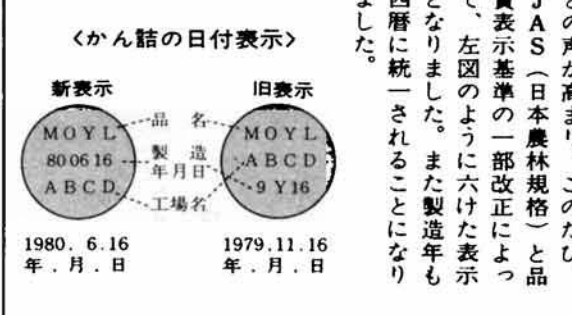 との声が高まり、このたび
JAS（日本農林規格）と品
質表示基準の一部改正によっ
て、左図のように六けた表示
となりました。また製造年も
西暦に統一されることになり
ました。
〈かん詰の日付表示〉
新表示
旧表示
MOYL
品名
MOYL
80 06 16
製造
年月日
ABCD
ABCD
工場名
9 Y16
1980. 6.16
年．月．日
1979.11.16
年．月．日